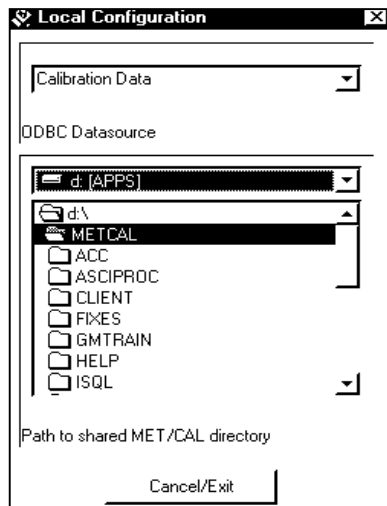 Local Configuration
Calibration Data
ODBC Datasource
d: [APPS]
d:\
METCAL
ACC
ASCIPROC
CLIENT
FIXES
GMTRAIN
HELP
ISQL
Path to shared MET/CAL directory
Cancel/Exit